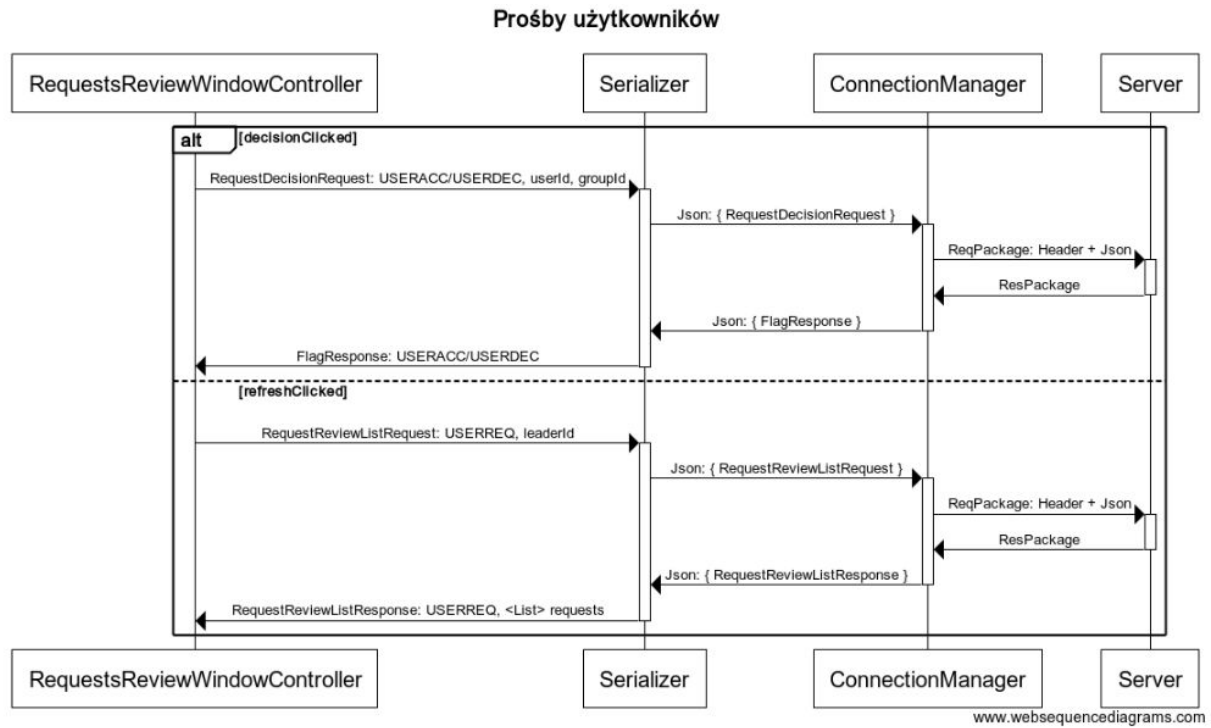 Prośby użytkowników
RequestsReviewWindowController
Serializer
ConnectionManager
Server
alt
[decisionClicked]
RequestDecisionRequest: USERACC/USERDEC, userId, groupId
Json: { RequestDecisionRequest }
ReqPackage: Header + Json
ResPackage
Json: { FlagResponse }
FlagResponse: USERACC/USERDEC
[refreshClicked]
RequestReviewListRequest: USERREQ, leaderId
Json: { RequestReviewListRequest }
ReqPackage: Header + Json
ResPackage
Json: { RequestReviewListResponse }
RequestReviewListResponse: USERREQ, <List> requests
RequestsReviewWindowController
Serializer
ConnectionManager
Server
www.websequencediagrams.com